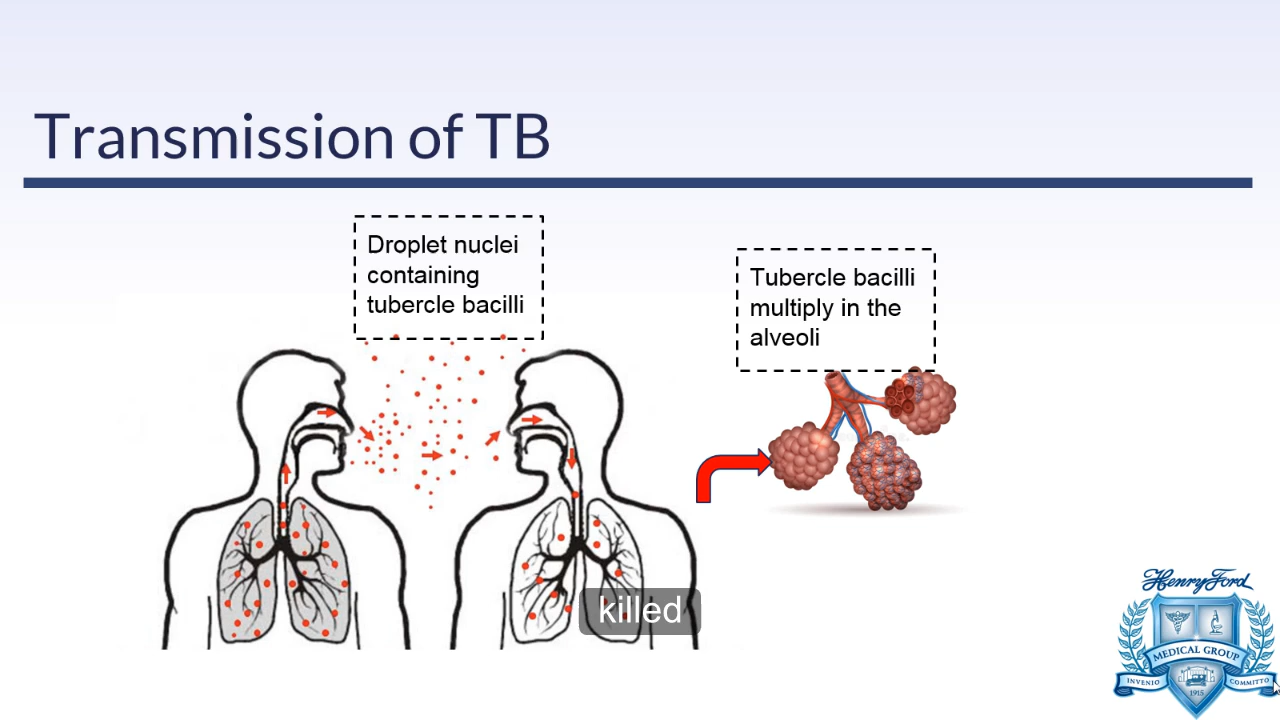 Transmission of TB
Droplet nuclei
containing
tubercle bacilli
Tubercle bacilli
multiply in the
alveoli
killed
Henry Ford
MEDICAL GROUP
INVENIO
COMMITTO
1915